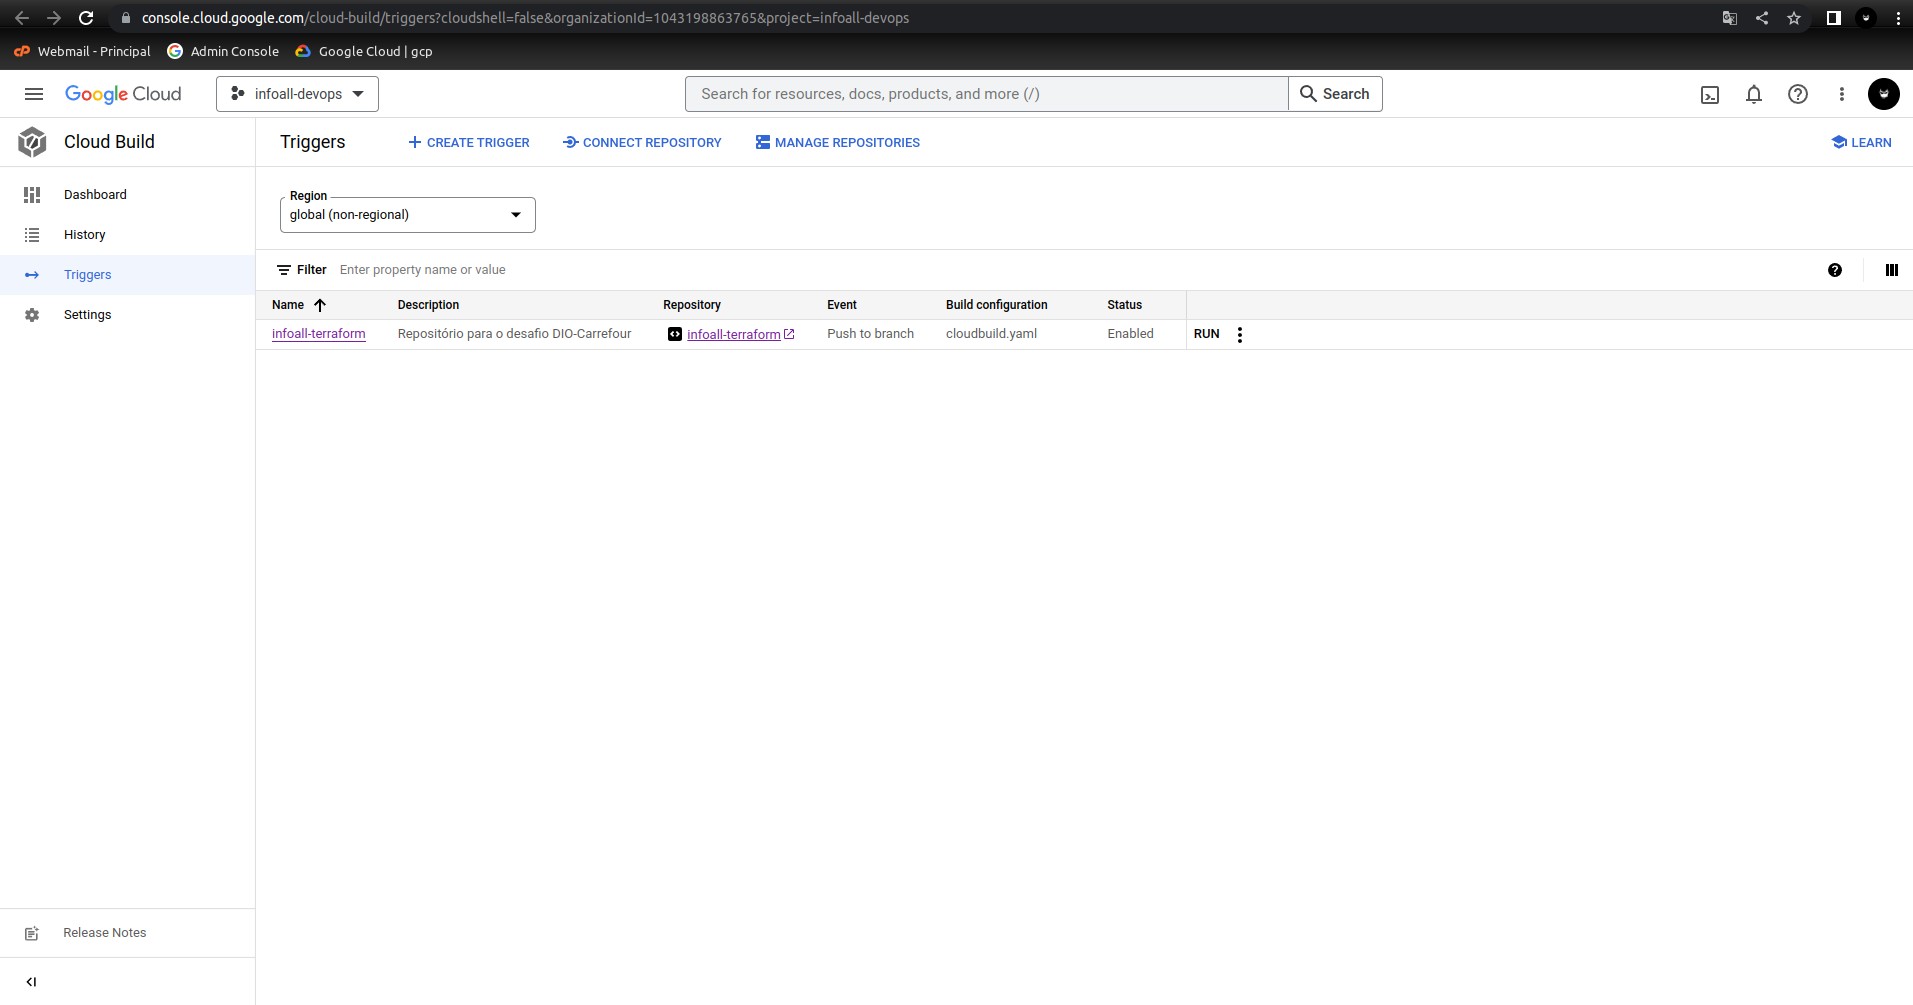 console.cloud.google.com/cloud-build/triggers?cloudshell=false&organizationId=1043198863765&project=infoall-devops
Webmail - Principal Admin Console Google Cloud | gcp
Google Cloud infoall-devops Search for resources, docs, products, and more (/) Search
Cloud Build
Triggers CREATE TRIGGER CONNECT REPOSITORY MANAGE REPOSITORIES LEARN
Dashboard
History
Triggers
Settings
Region
global (non-regional)
Filter Enter property name or value
Name Description Repository Event Build configuration Status
infoall-terraform Repositório para o desafio DIO-Carrefour infoall-terraform Push to branch cloudbuild.yaml Enabled RUN
Release Notes